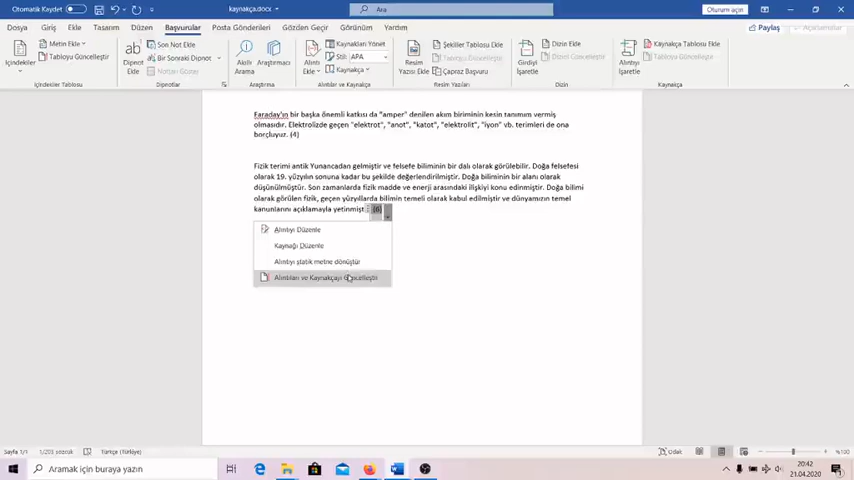 Otomatik Kaydet kaynakça.docx Ara Oturum açın
Dosya Giriş Ekle Tasarım Düzen Başvurular Posta Gönderileri Gözden Geçir Görünüm Yardım Paylaş Açıklamalar
İçindekiler Metin Ekle Tabloyu Güncelleştir
İçindekiler Tablosu
Dipnot Ekle Son Not Ekle Bir Sonraki Dipnot Notları Göster
Dipnotlar
Akıllı Arama Araştırmacı
Araştırma
Alıntı Ekle Kaynakları Yönet Stil: APA Kaynakça
Alıntılar ve Kaynakça
Resim Yazısı Ekle Şekiller Tablosu Ekle Tabloyu Güncelleştir Çapraz Başvuru
Resim Yazıları
Girdiyi İşaretle Dizin Ekle Dizini Güncelleştir
Dizin
Alıntıyı İşaretle Kaynakça Tablosu Ekle
Kaynakça
Faraday'ın bir başka önemli katkısı da "amper" denilen akım biriminin kesin tanımını vermiş
olmasıdır. Elektrolizde geçen "elektrot", "anot", "katot", "elektrolit", "iyon" vb. terimleri de ona
borçluyuz. (4)
Fizik terimi antik Yunancadan gelmiştir ve felsefe biliminin bir dalı olarak görülebilir. Doğa felsefesi
olarak 19. yüzyılın sonuna kadar bu şekilde değerlendirilmiştir. Doğa biliminin bir alanı olarak
düşünülmüştür. Son zamanlarda fizik madde ve enerji arasındaki ilişkiyi konu edinmiştir. Doğa bilimi
olarak görülen fizik, geçen yüzyıllarda bilimin temeli olarak kabul edilmiştir ve dünyamızın temel
kanunlarını açıklamayla yetinmişt
Alıntıyı Düzenle
Kaynağı Düzenle
Alıntıyı statik metne dönüştür
Alıntıları ve Kaynakçayı Güncelleştir
Sayfa 1/1 1/203 sözcük Türkçe (Türkiye) Odak %100
Aramak için buraya yazın 20:42
21.04.2020